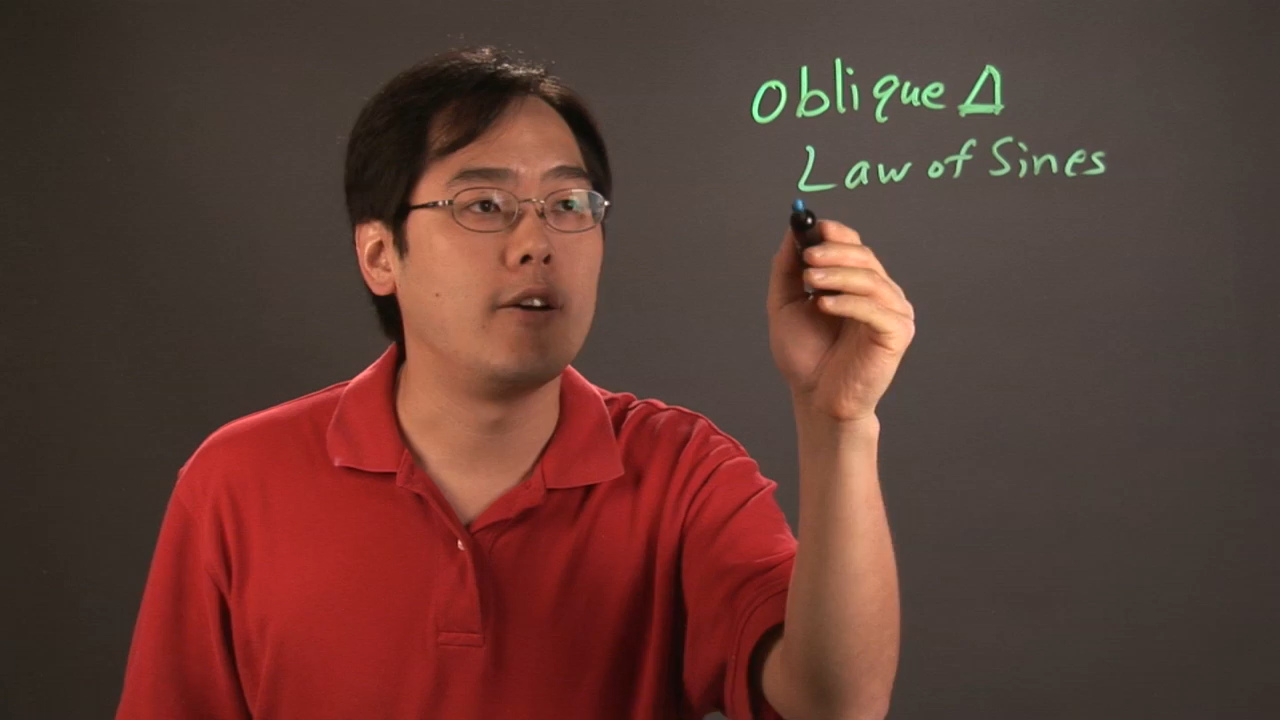 Oblique Δ
Law of Sines